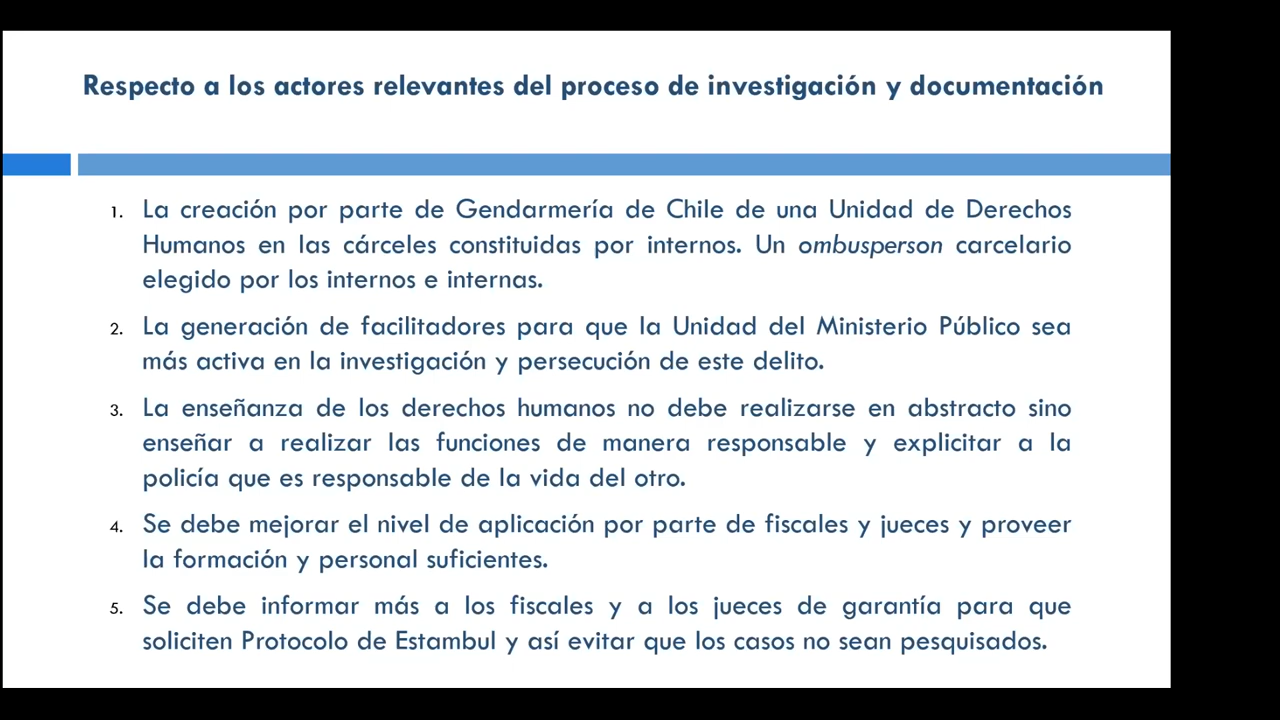 Respecto a los actores relevantes del proceso de investigación y documentación
1. La creación por parte de Gendarmería de Chile de una Unidad de Derechos
Humanos en las cárceles constituidas por internos. Un ombusperson carcelario
elegido por los internos e internas.
2. La generación de facilitadores para que la Unidad del Ministerio Público sea
más activa en la investigación y persecución de este delito.
3. La enseñanza de los derechos humanos no debe realizarse en abstracto sino
enseñar a realizar las funciones de manera responsable y explicitar a la
policía que es responsable de la vida del otro.
4. Se debe mejorar el nivel de aplicación por parte de fiscales y jueces y proveer
la formación y personal suficientes.
5. Se debe informar más a los fiscales y a los jueces de garantía para que
soliciten Protocolo de Estambul y así evitar que los casos no sean pesquisados.